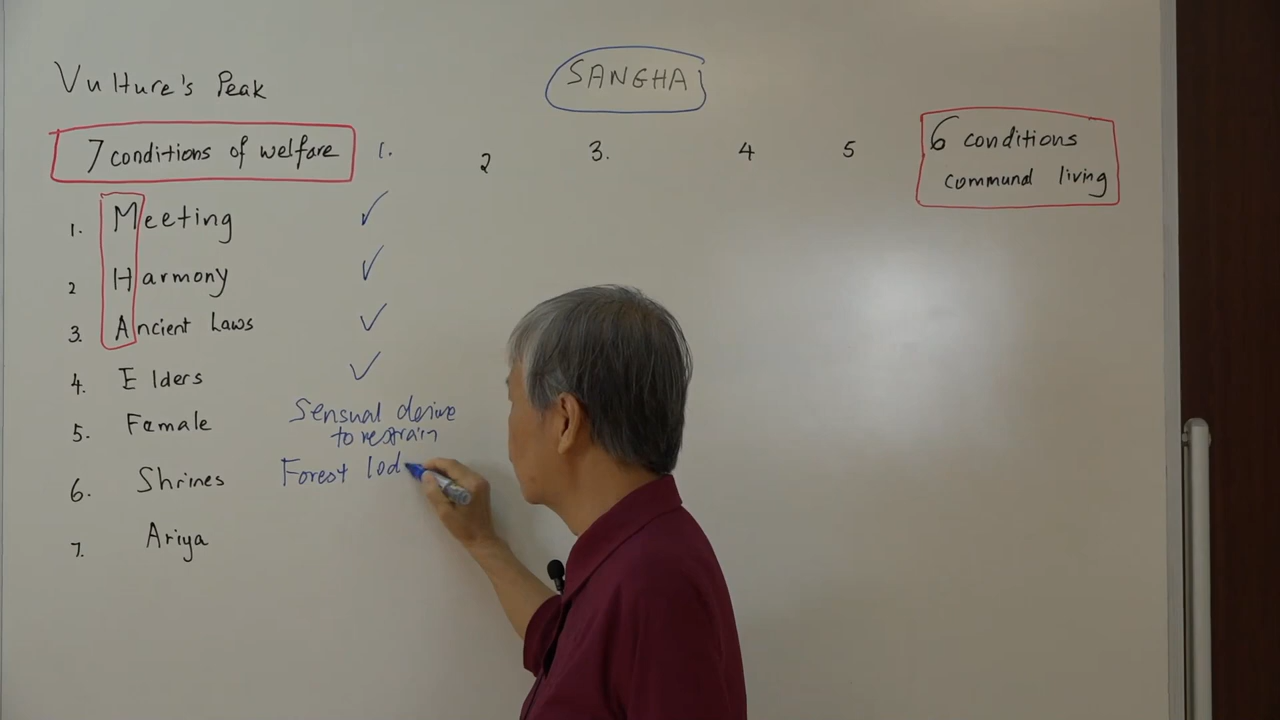 Vulture's Peak
SANGHA
7 conditions of welfare
1.
2
3.
4
5
6 conditions
communal living
1. Meeting ✓
2 Harmony ✓
3. Ancient Laws ✓
4. Elders ✓
5. Female
Sensual desire
to restrain
6. Shrines
Forest lod
7. Ariya